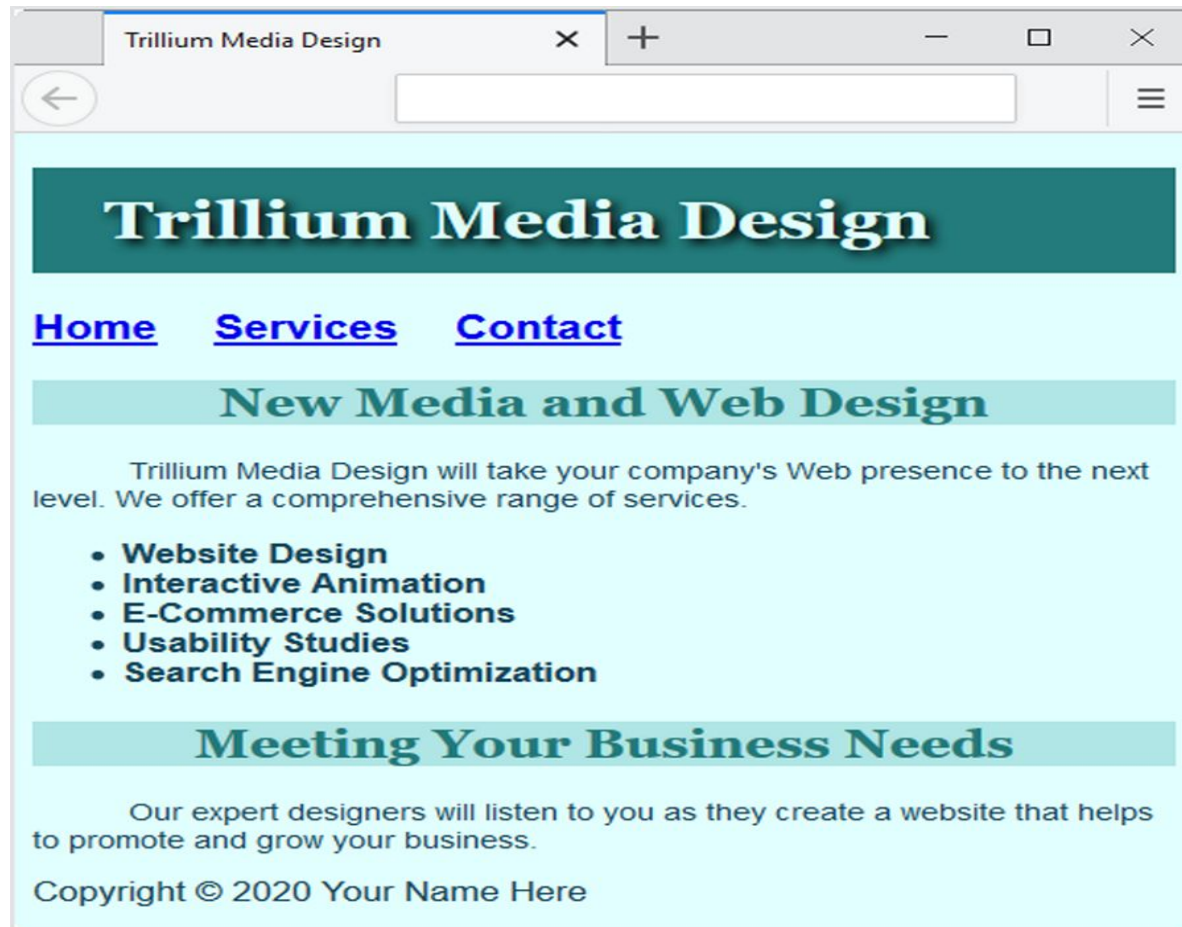 Trillium Media Design
Trillium Media Design
Home Services Contact
New Media and Web Design
Trillium Media Design will take your company's Web presence to the next
level. We offer a comprehensive range of services.
• Website Design
• Interactive Animation
• E-Commerce Solutions
• Usability Studies
• Search Engine Optimization
Meeting Your Business Needs
Our expert designers will listen to you as they create a website that helps
to promote and grow your business.
Copyright © 2020 Your Name Here